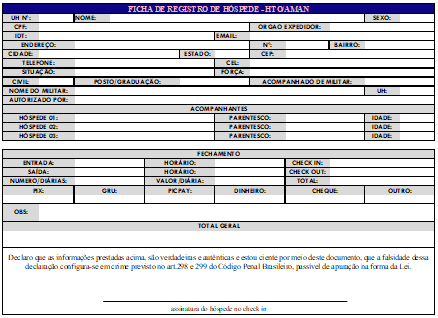 FICHA DE REGISTRO DE HÓSPEDE - HTO/AMAN
UH Nº: NOME: SEXO:
CPF: ORGÃO EXPEDIDOR:
IDT: EMAIL:
ENDEREÇO: Nº: BAIRRO:
CIDADE: ESTADO: CEP:
TELEFONE: CEL:
SITUAÇÃO: FORÇA:
CIVIL: POSTO/GRADUAÇÃO: ACOMPANHADO DE MILITAR:
NOME DO MILITAR: UH:
AUTORIZADO POR:
ACOMPANHANTES
HÓSPEDE 01: PARENTESCO: IDADE:
HÓSPEDE 02: PARENTESCO: IDADE:
HÓSPEDE 03: PARENTESCO: IDADE:
FECHAMENTO
ENTRADA: HORÁRIO: CHECK IN:
SAÍDA: HORÁRIO: CHECK OUT:
NUMERO/DIÁRIAS: VALOR/DIÁRIA: TOTAL:
PIX: GRU: PICPAY: DINHEIRO: CHEQUE: OUTRO:
OBS:
TOTAL GERAL
Declaro que as informações prestadas acima, são verdadeiras e autênticas e estou ciente por meio deste documento, que a falsidade dessa
declaração configura-se em crime previsto no art.298 e 299 do Código Penal Brasileiro, passível de apuração na forma da Lei.
assinatura do hóspede no check in